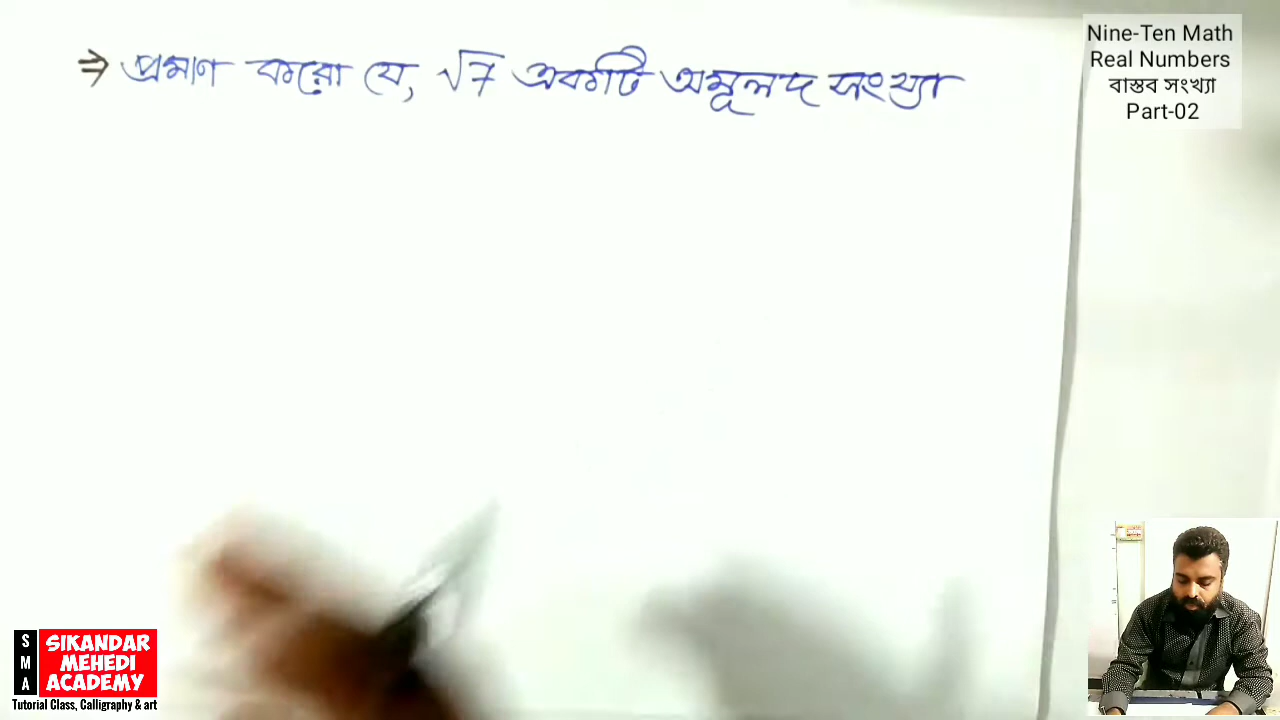 ⇒ প্রমাণ করো যে, √7 একটি অমূলদ সংখ্যা
Nine-Ten Math
Real Numbers
বাস্তব সংখ্যা
Part-02
S M A
SIKANDAR
MEHEDI
ACADEMY
Tutorial Class, Calligraphy & art